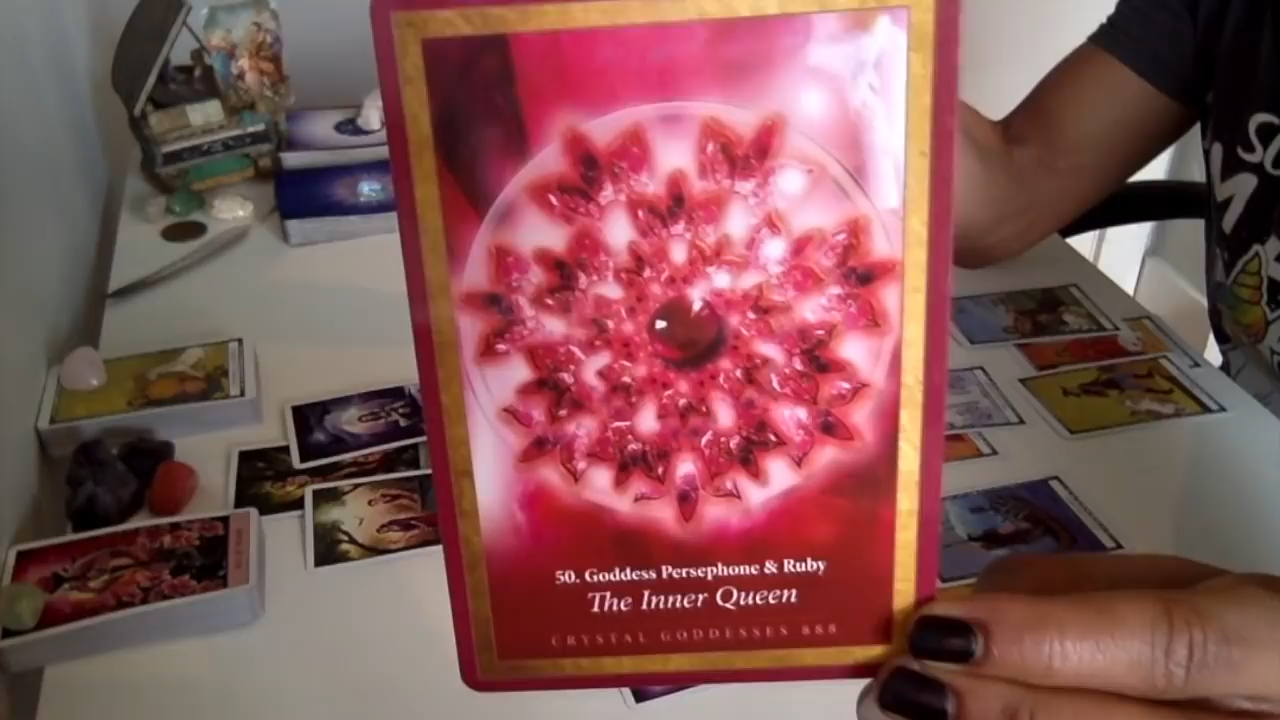 50. Goddess Persephone & Ruby
The Inner Queen
CRYSTAL GODDESSES 888